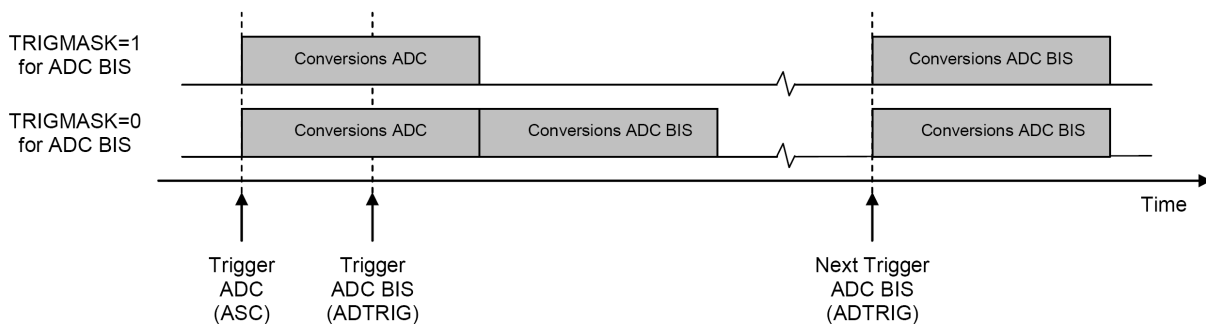 TRIGMASK=1
for ADC BIS
Conversions ADC
Conversions ADC BIS
TRIGMASK=0
for ADC BIS
Conversions ADC
Conversions ADC BIS
Conversions ADC BIS
Time
Trigger
ADC
(ASC)
Trigger
ADC BIS
(ADTRIG)
Next Trigger
ADC BIS
(ADTRIG)